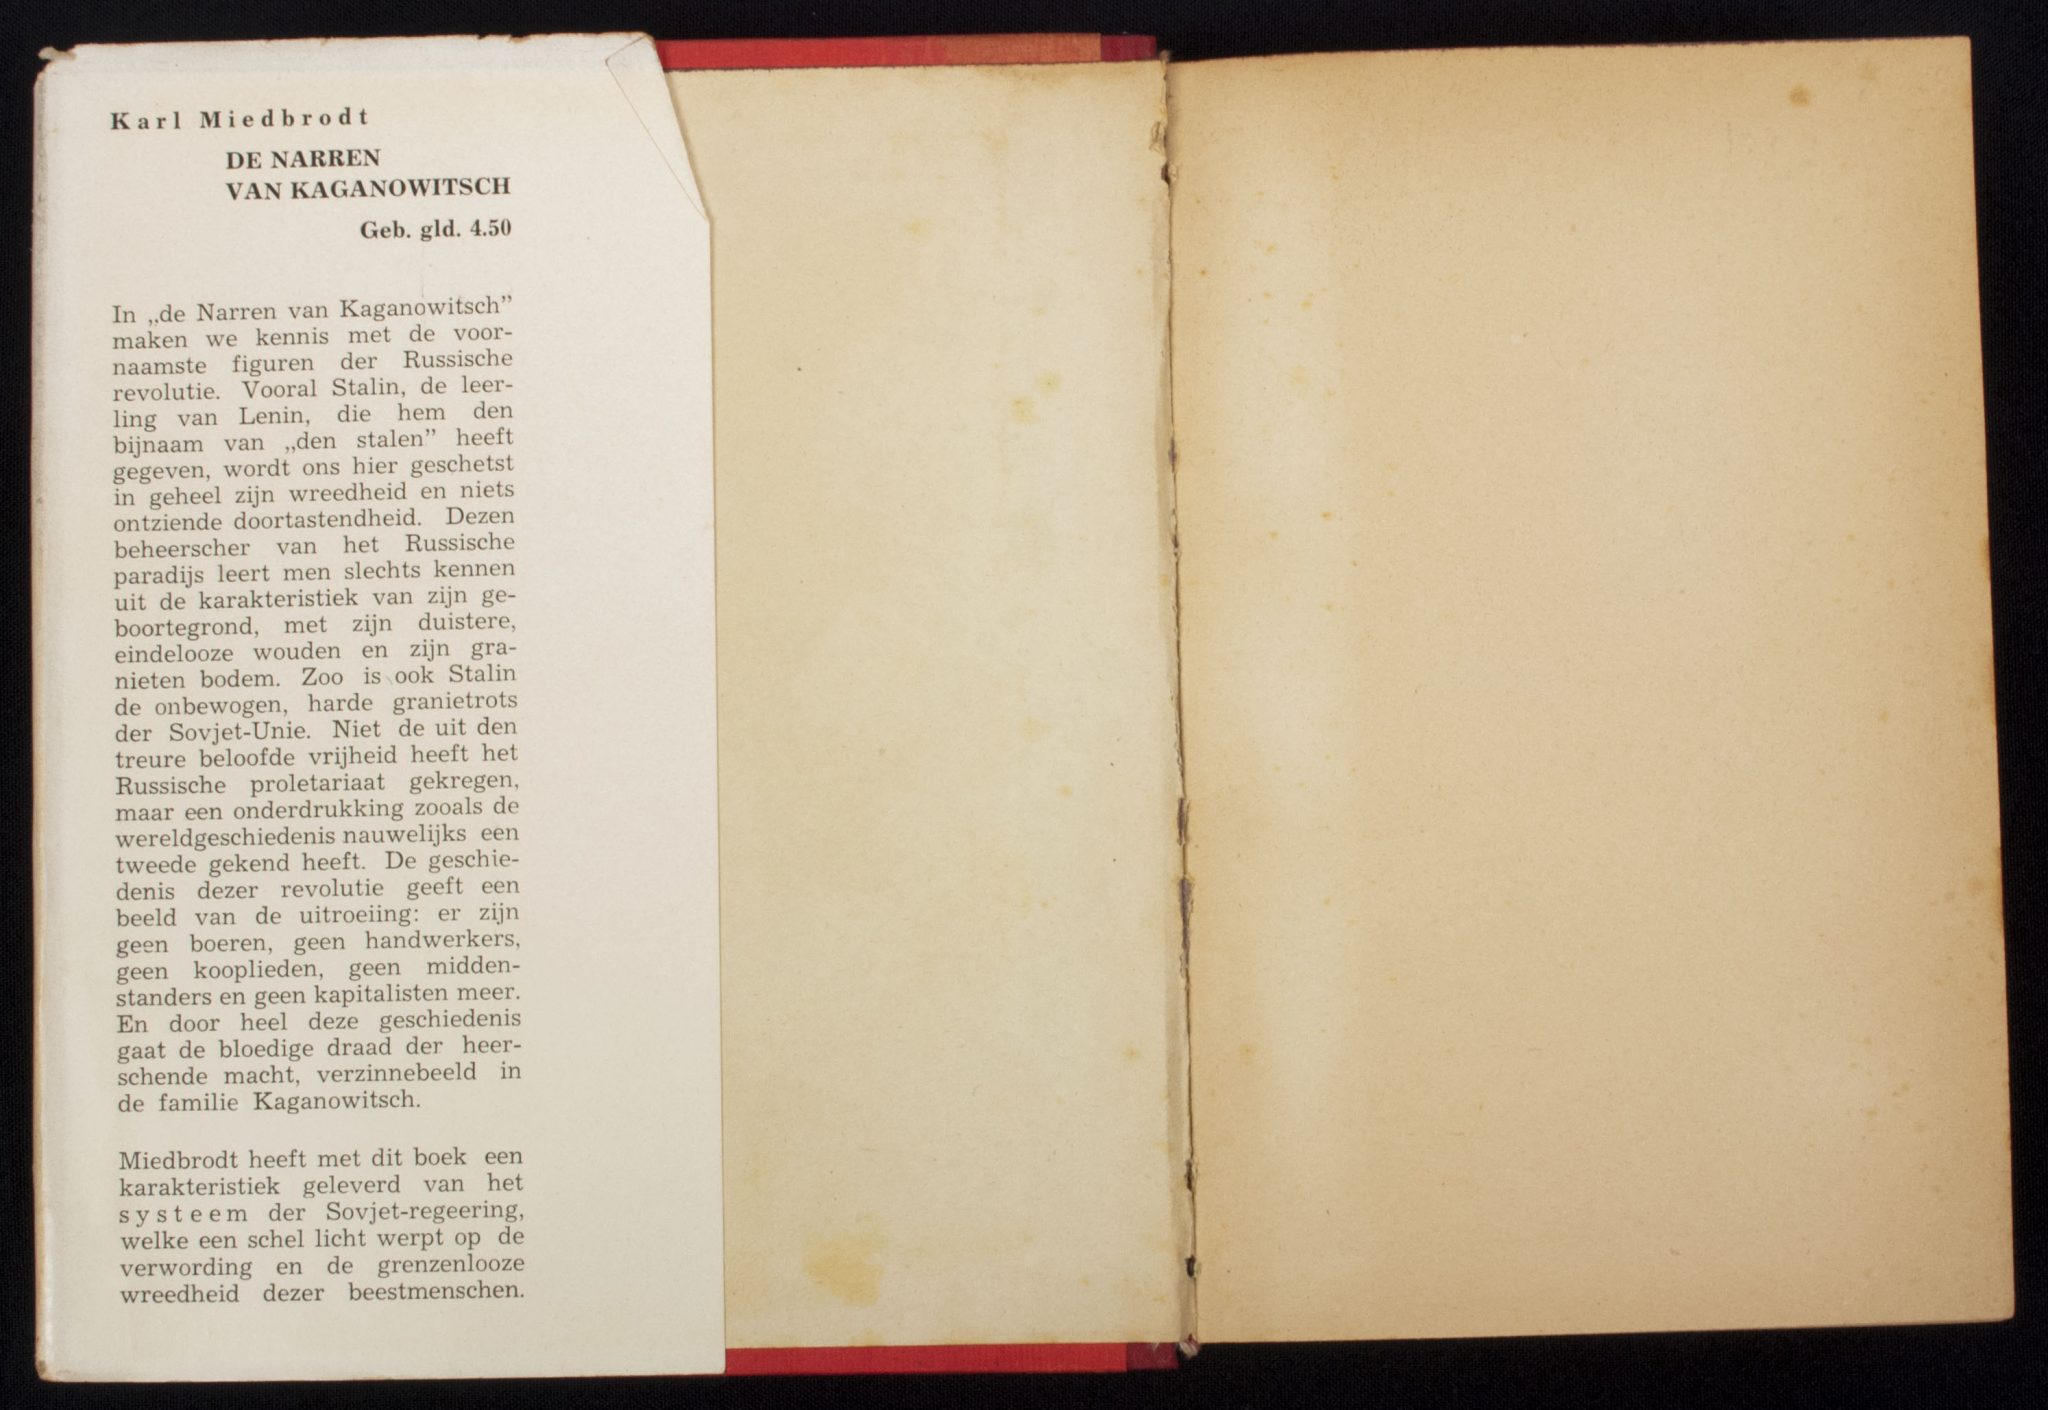 Karl Miedbrodt
DE NARREN
VAN KAGANOWITSCH
Geb. gld. 4.50
In „de Narren van Kaganowitsch”
maken we kennis met de voor-
naamste figuren der Russische
revolutie. Vooral Stalin, de leer-
ling van Lenin, die hem den
bijnaam van „den stalen” heeft
gegeven, wordt ons hier geschetst
in geheel zijn wreedheid en niets
ontziende doortastendheid. Dezen
beheerscher van het Russische
paradijs leert men slechts kennen
uit de karakteristiek van zijn ge-
boortegrond, met zijn duistere,
eindelooze wouden en zijn gra-
nieten bodem. Zoo is ook Stalin
de onbewogen, harde granietrots
der Sovjet-Unie. Niet de uit den
treure beloofde vrijheid heeft het
Russische proletariaat gekregen,
maar een onderdrukking zooals de
wereldgeschiedenis nauwelijks een
tweede gekend heeft. De geschie-
denis dezer revolutie geeft een
beeld van de uitroeiing: er zijn
geen boeren, geen handwerkers,
geen kooplieden, geen midden-
standers en geen kapitalisten meer.
En door heel deze geschiedenis
gaat de bloedige draad der heer-
schende macht, verzinnebeeld in
de familie Kaganowitsch.
Miedbrodt heeft met dit boek een
karakteristiek geleverd van het
systeem der Sovjet-regeering,
welke een schel licht werpt op de
verwording en de grenzenlooze
wreedheid dezer beestmenschen.